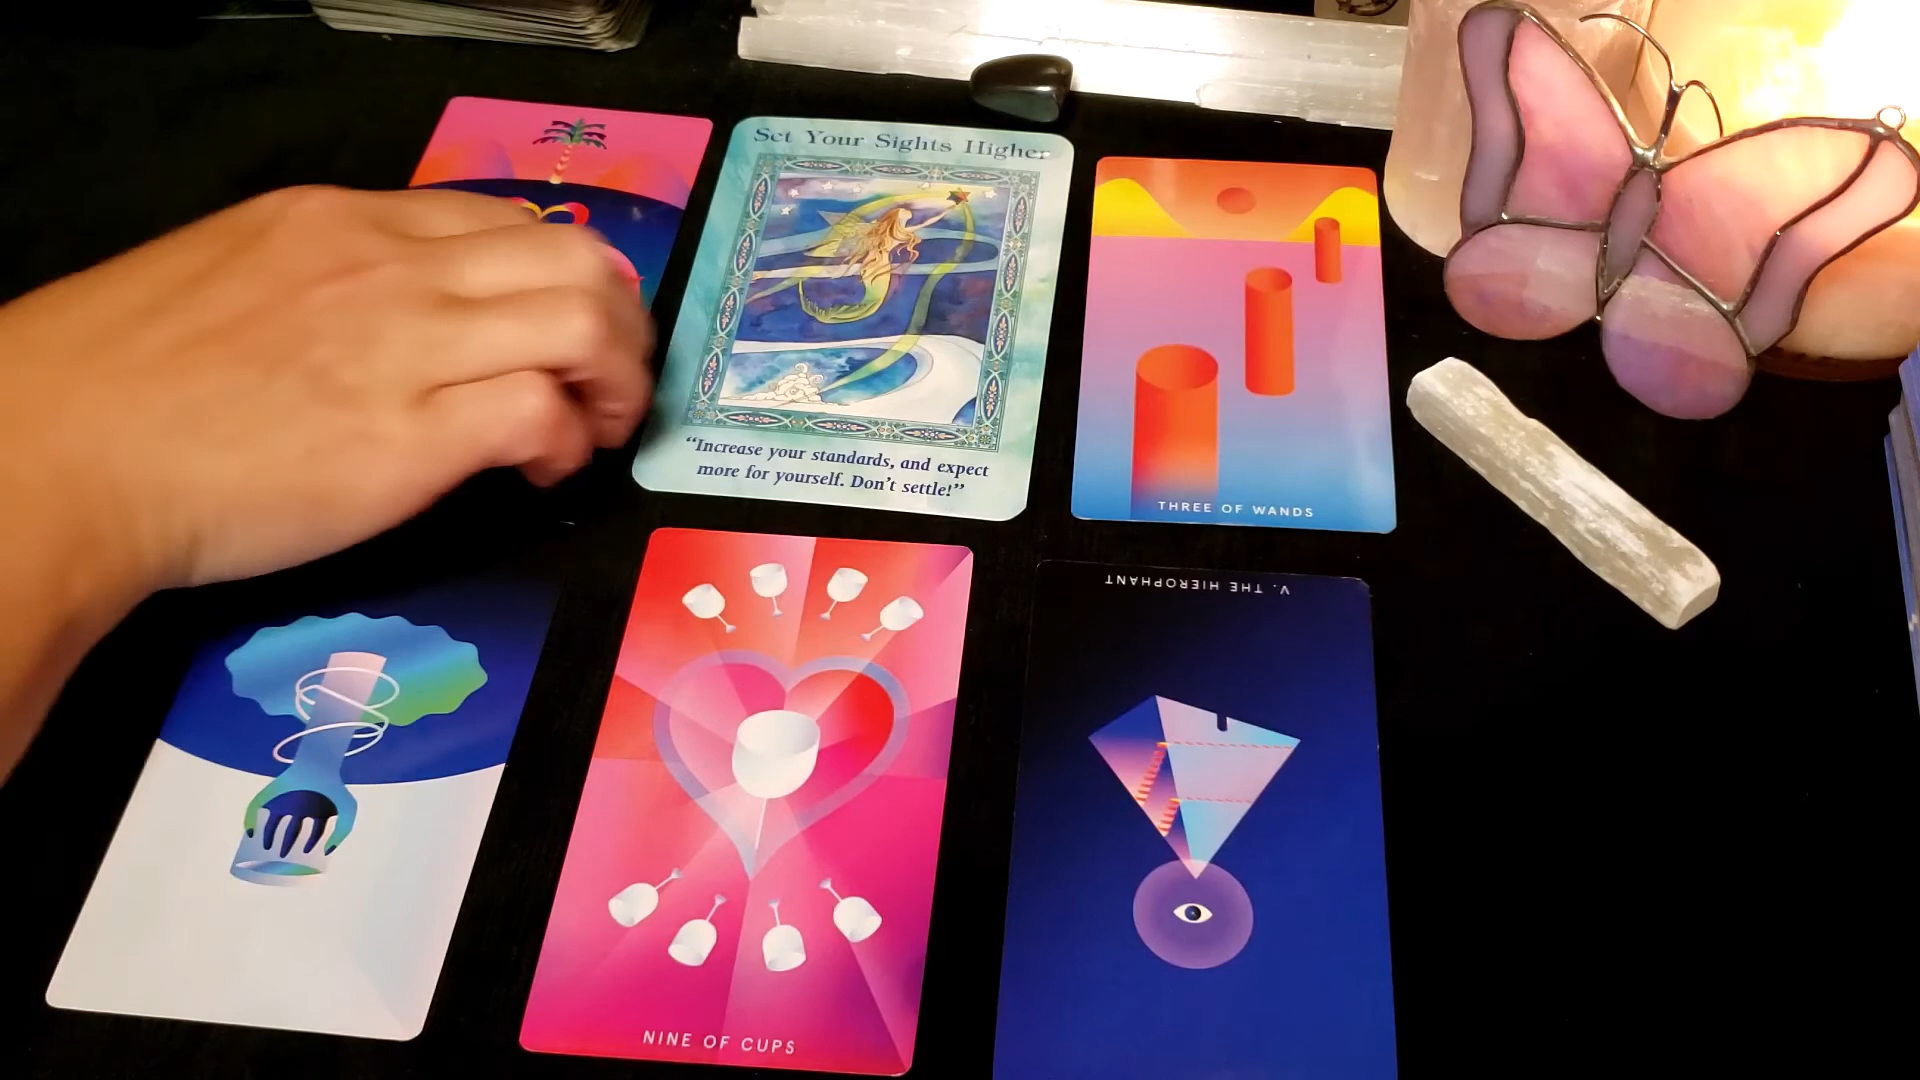 Set Your Sights Higher
"Increase your standards, and expect
more for yourself. Don't settle!"
THREE OF WANDS
V. THE HIEROPHANT
NINE OF CUPS